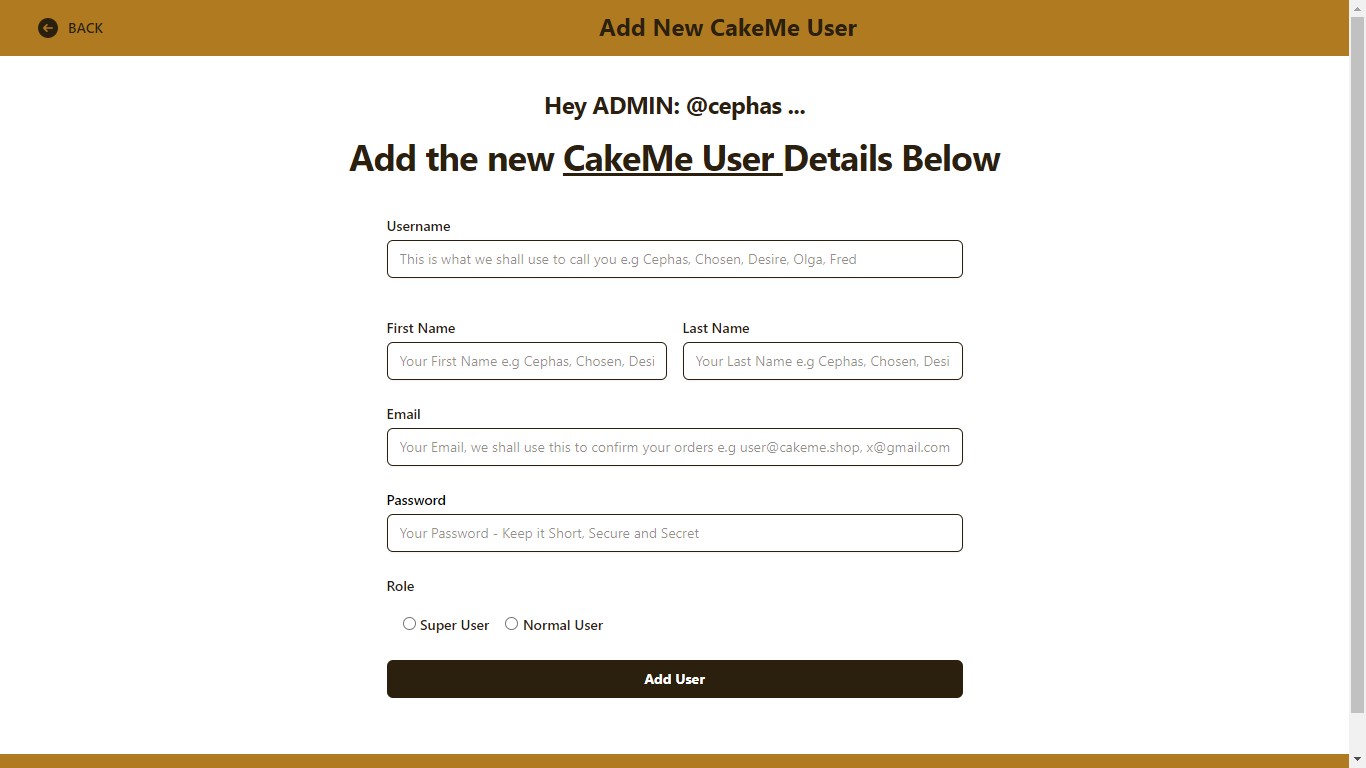 BACK
Add New CakeMe User
Hey ADMIN: @cephas ...
Add the new CakeMe User Details Below
Username
This is what we shall use to call you e.g Cephas, Chosen, Desire, Olga, Fred
First Name
Last Name
Your First Name e.g Cephas, Chosen, Desi
Your Last Name e.g Cephas, Chosen, Desi
Email
Your Email, we shall use this to confirm your orders e.g user@cakeme.shop, x@gmail.com
Password
Your Password - Keep it Short, Secure and Secret
Role
Super User
Normal User
Add User